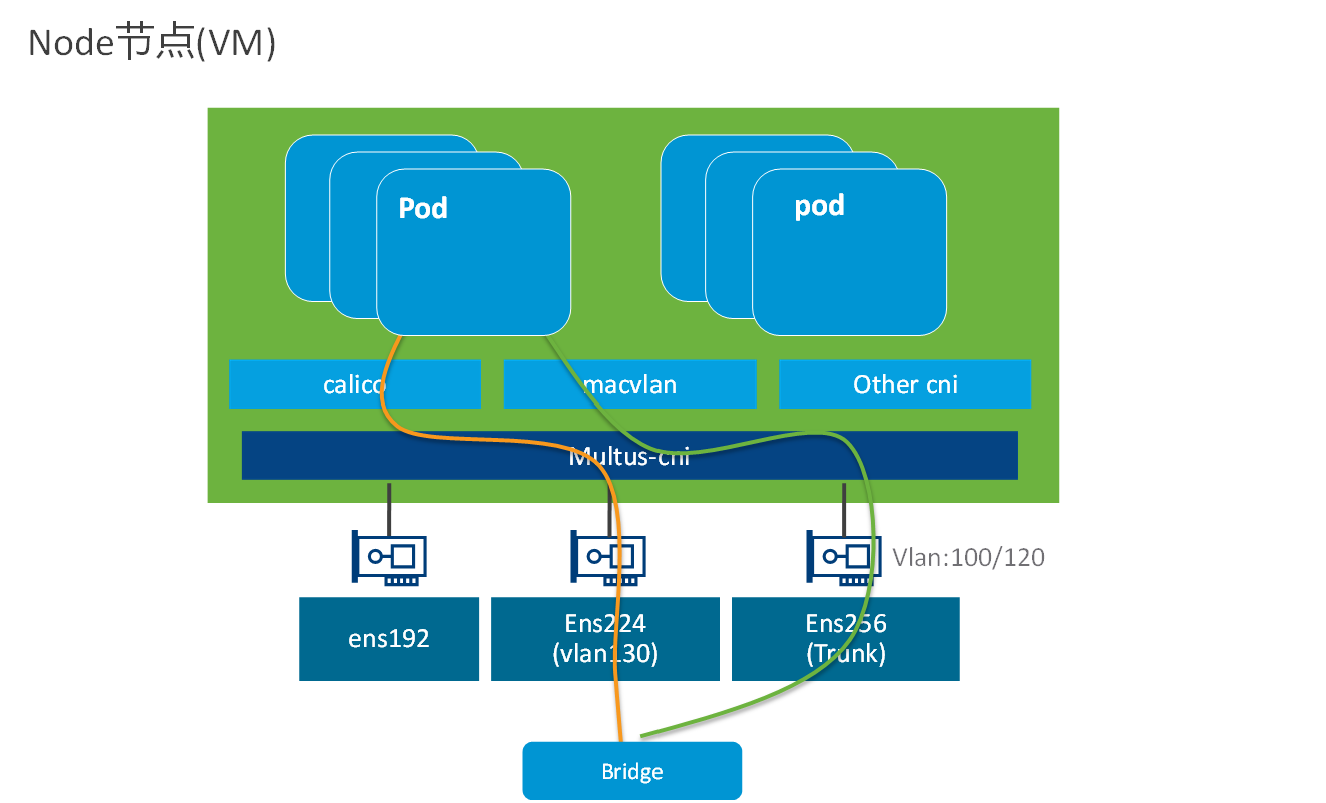 Node节点(VM)
Pod
pod
calico
macvlan
Other cni
Multus-cni
Vlan:100/120
ens192
Ens224
(vlan130)
Ens256
(Trunk)
Bridge